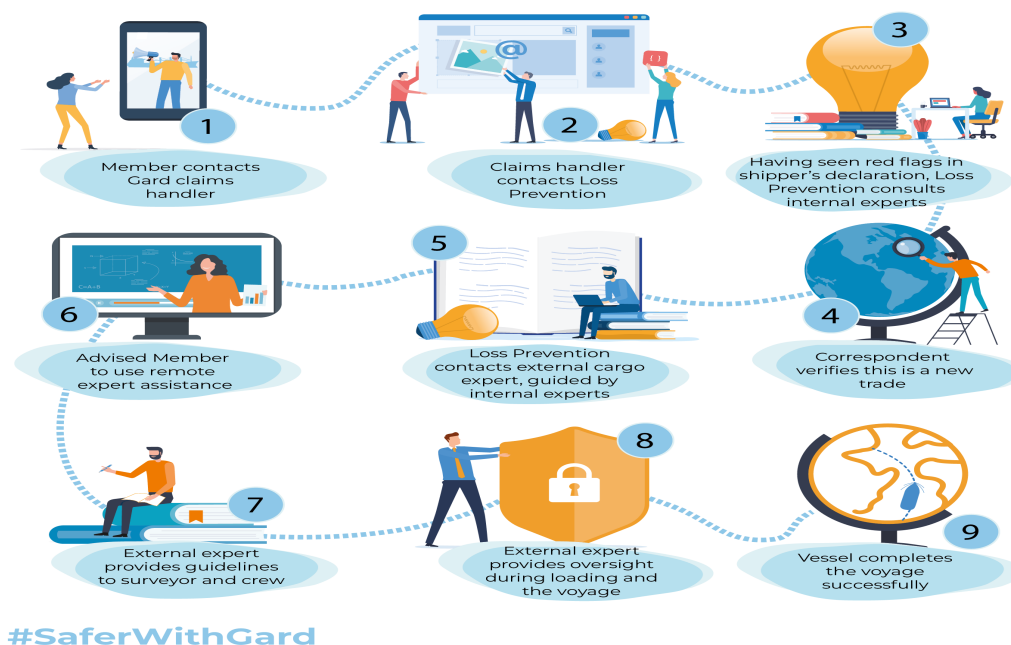 1
Member contacts
Gard claims
handler
@
2
Claims handler
contacts Loss
Prevention
3
Having seen red flags in
shipper's declaration, Loss
Prevention consults
internal experts
4
Correspondent
verifies this is a new
trade
5
Loss Prevention
contacts external cargo
expert, guided by
internal experts
6
Advised Member
to use remote
expert assistance
7
External expert
provides guidelines
to surveyor and crew
8
External expert
provides oversight
during loading and
the voyage
9
Vessel completes
the voyage
successfully
#SaferWithGard